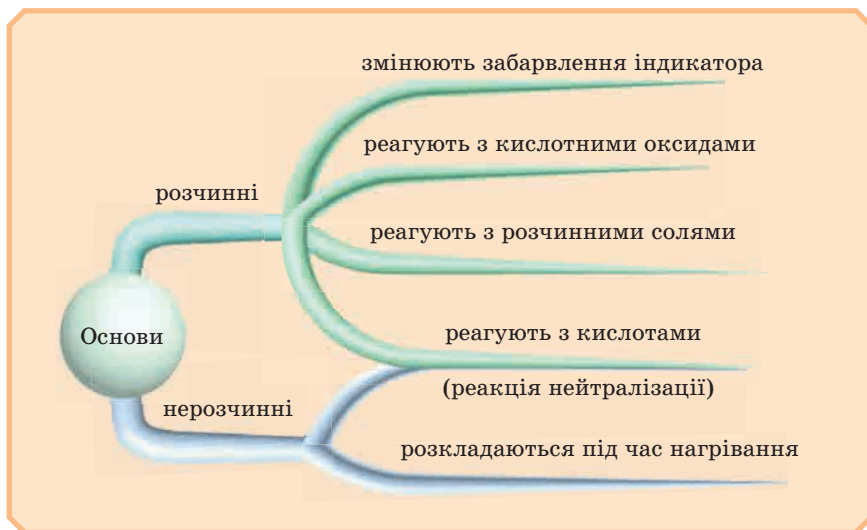 змінюють забарвлення індикатора
реагують з кислотними оксидами
розчинні
реагують з розчинними солями
Основи
реагують з кислотами
(реакція нейтралізації)
нерозчинні
розкладаються під час нагрівання